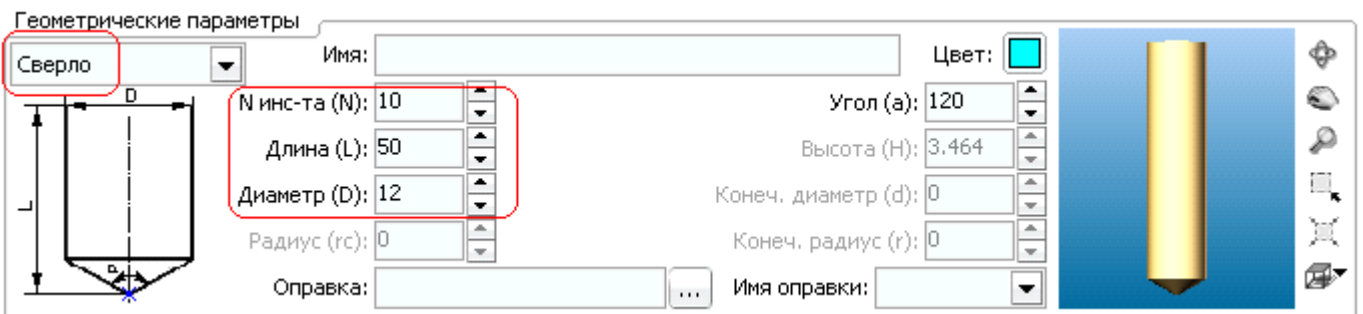 Геометрические параметры
Сверло Имя: Цвет:
D
N инс-та (N): 10 Угол (a): 120
Длина (L): 50 Высота (H): 3.464
L
Диаметр (D): 12 Конеч. диаметр (d): 0
Радиус (rc): 0 Конеч. радиус (r): 0
a
Оправка: ... Имя оправки: